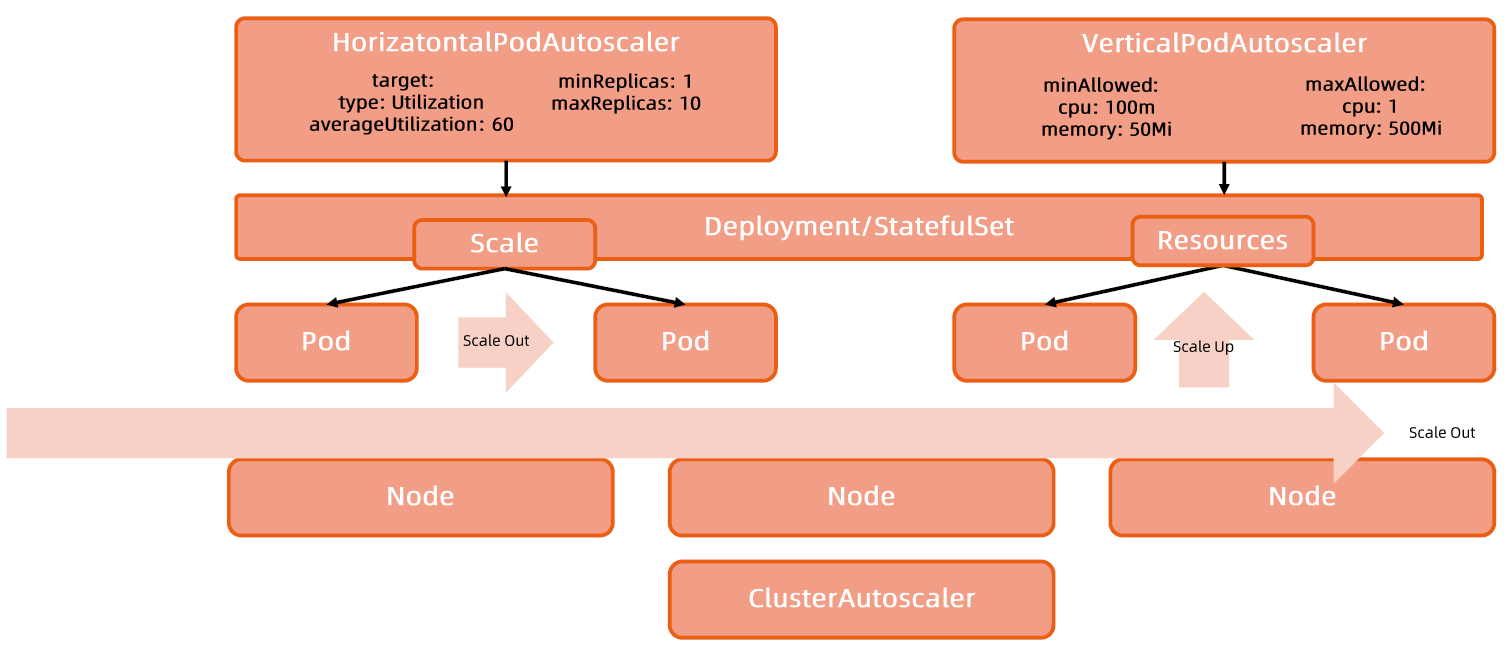 HorizatontalPodAutoscaler
target:
type: Utilization
averageUtilization: 60
minReplicas: 1
maxReplicas: 10
VerticalPodAutoscaler
minAllowed:
cpu: 100m
memory: 50Mi
maxAllowed:
cpu: 1
memory: 500Mi
Deployment/StatefulSet
Scale
Resources
Pod
Scale Out
Pod
Pod
Scale Up
Pod
Scale Out
Node
Node
Node
ClusterAutoscaler